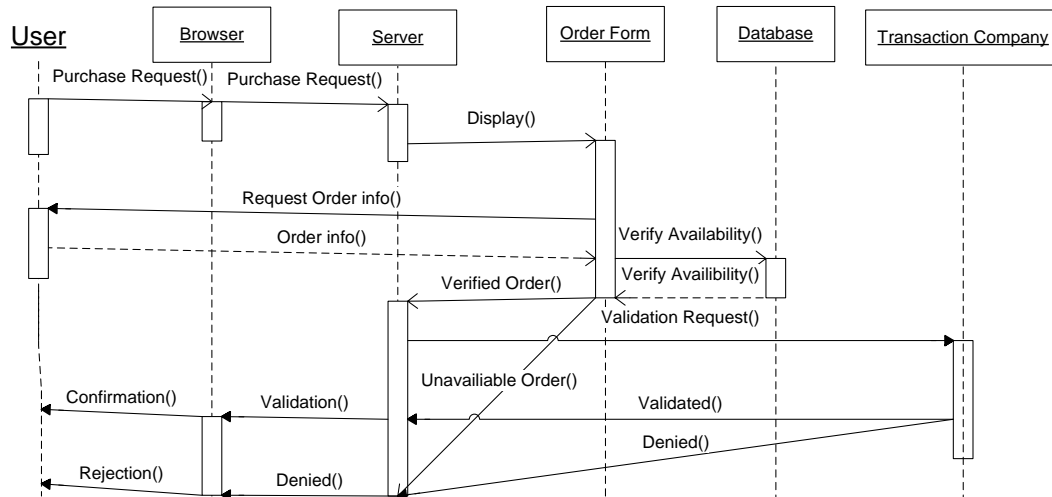 User
Browser
Server
Order Form
Database
Transaction Company
Purchase Request()
Purchase Request()
Display()
Request Order info()
Order info()
Verify Availability()
Verify Availibility()
Verified Order()
Validation Request()
Unavailiable Order()
Confirmation()
Validation()
Validated()
Denied()
Rejection()
Denied()